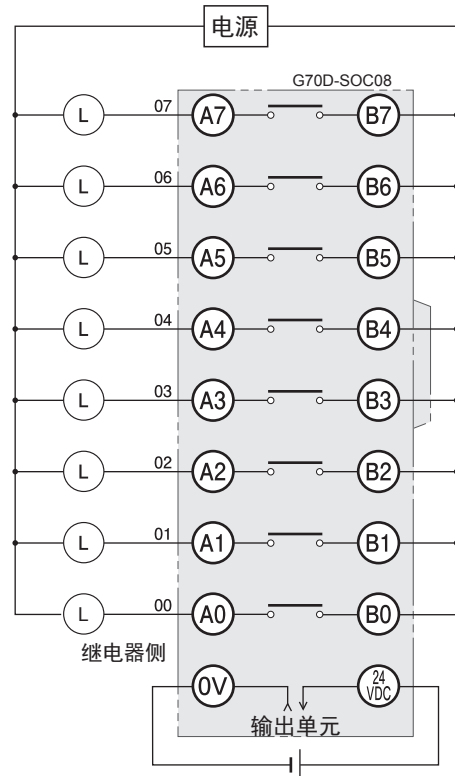 电源
G70D-SOC08
L 07 A7 B7
L 06 A6 B6
L 05 A5 B5
L 04 A4 B4
L 03 A3 B3
L 02 A2 B2
L 01 A1 B1
L 00 A0 B0
继电器侧
0V
24
VDC
输出单元